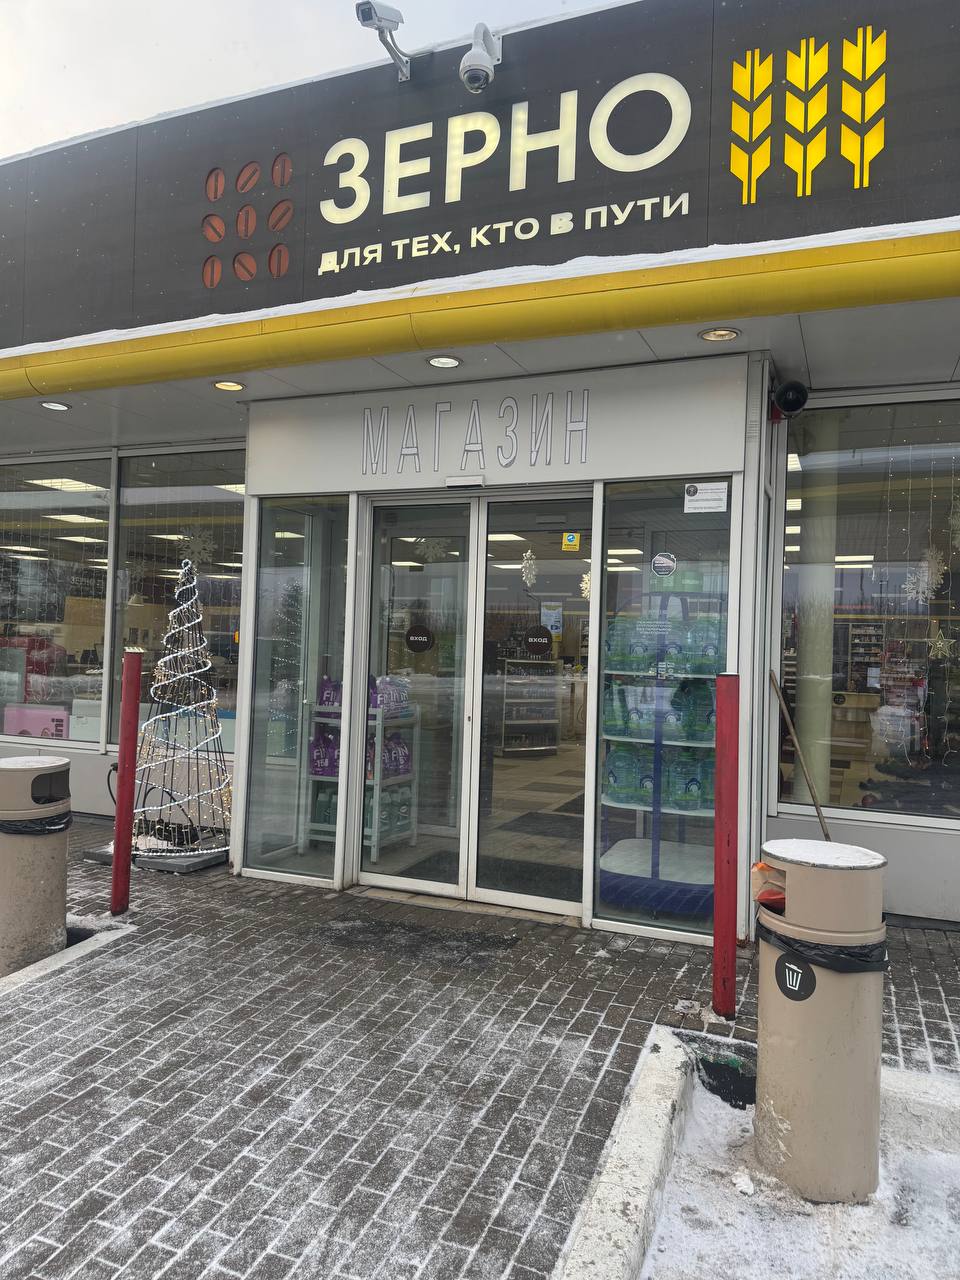 ЗЕРНО
ДЛЯ ТЕХ, КТО В ПУТИ
МАГАЗИН
ВХОД
ВХОД